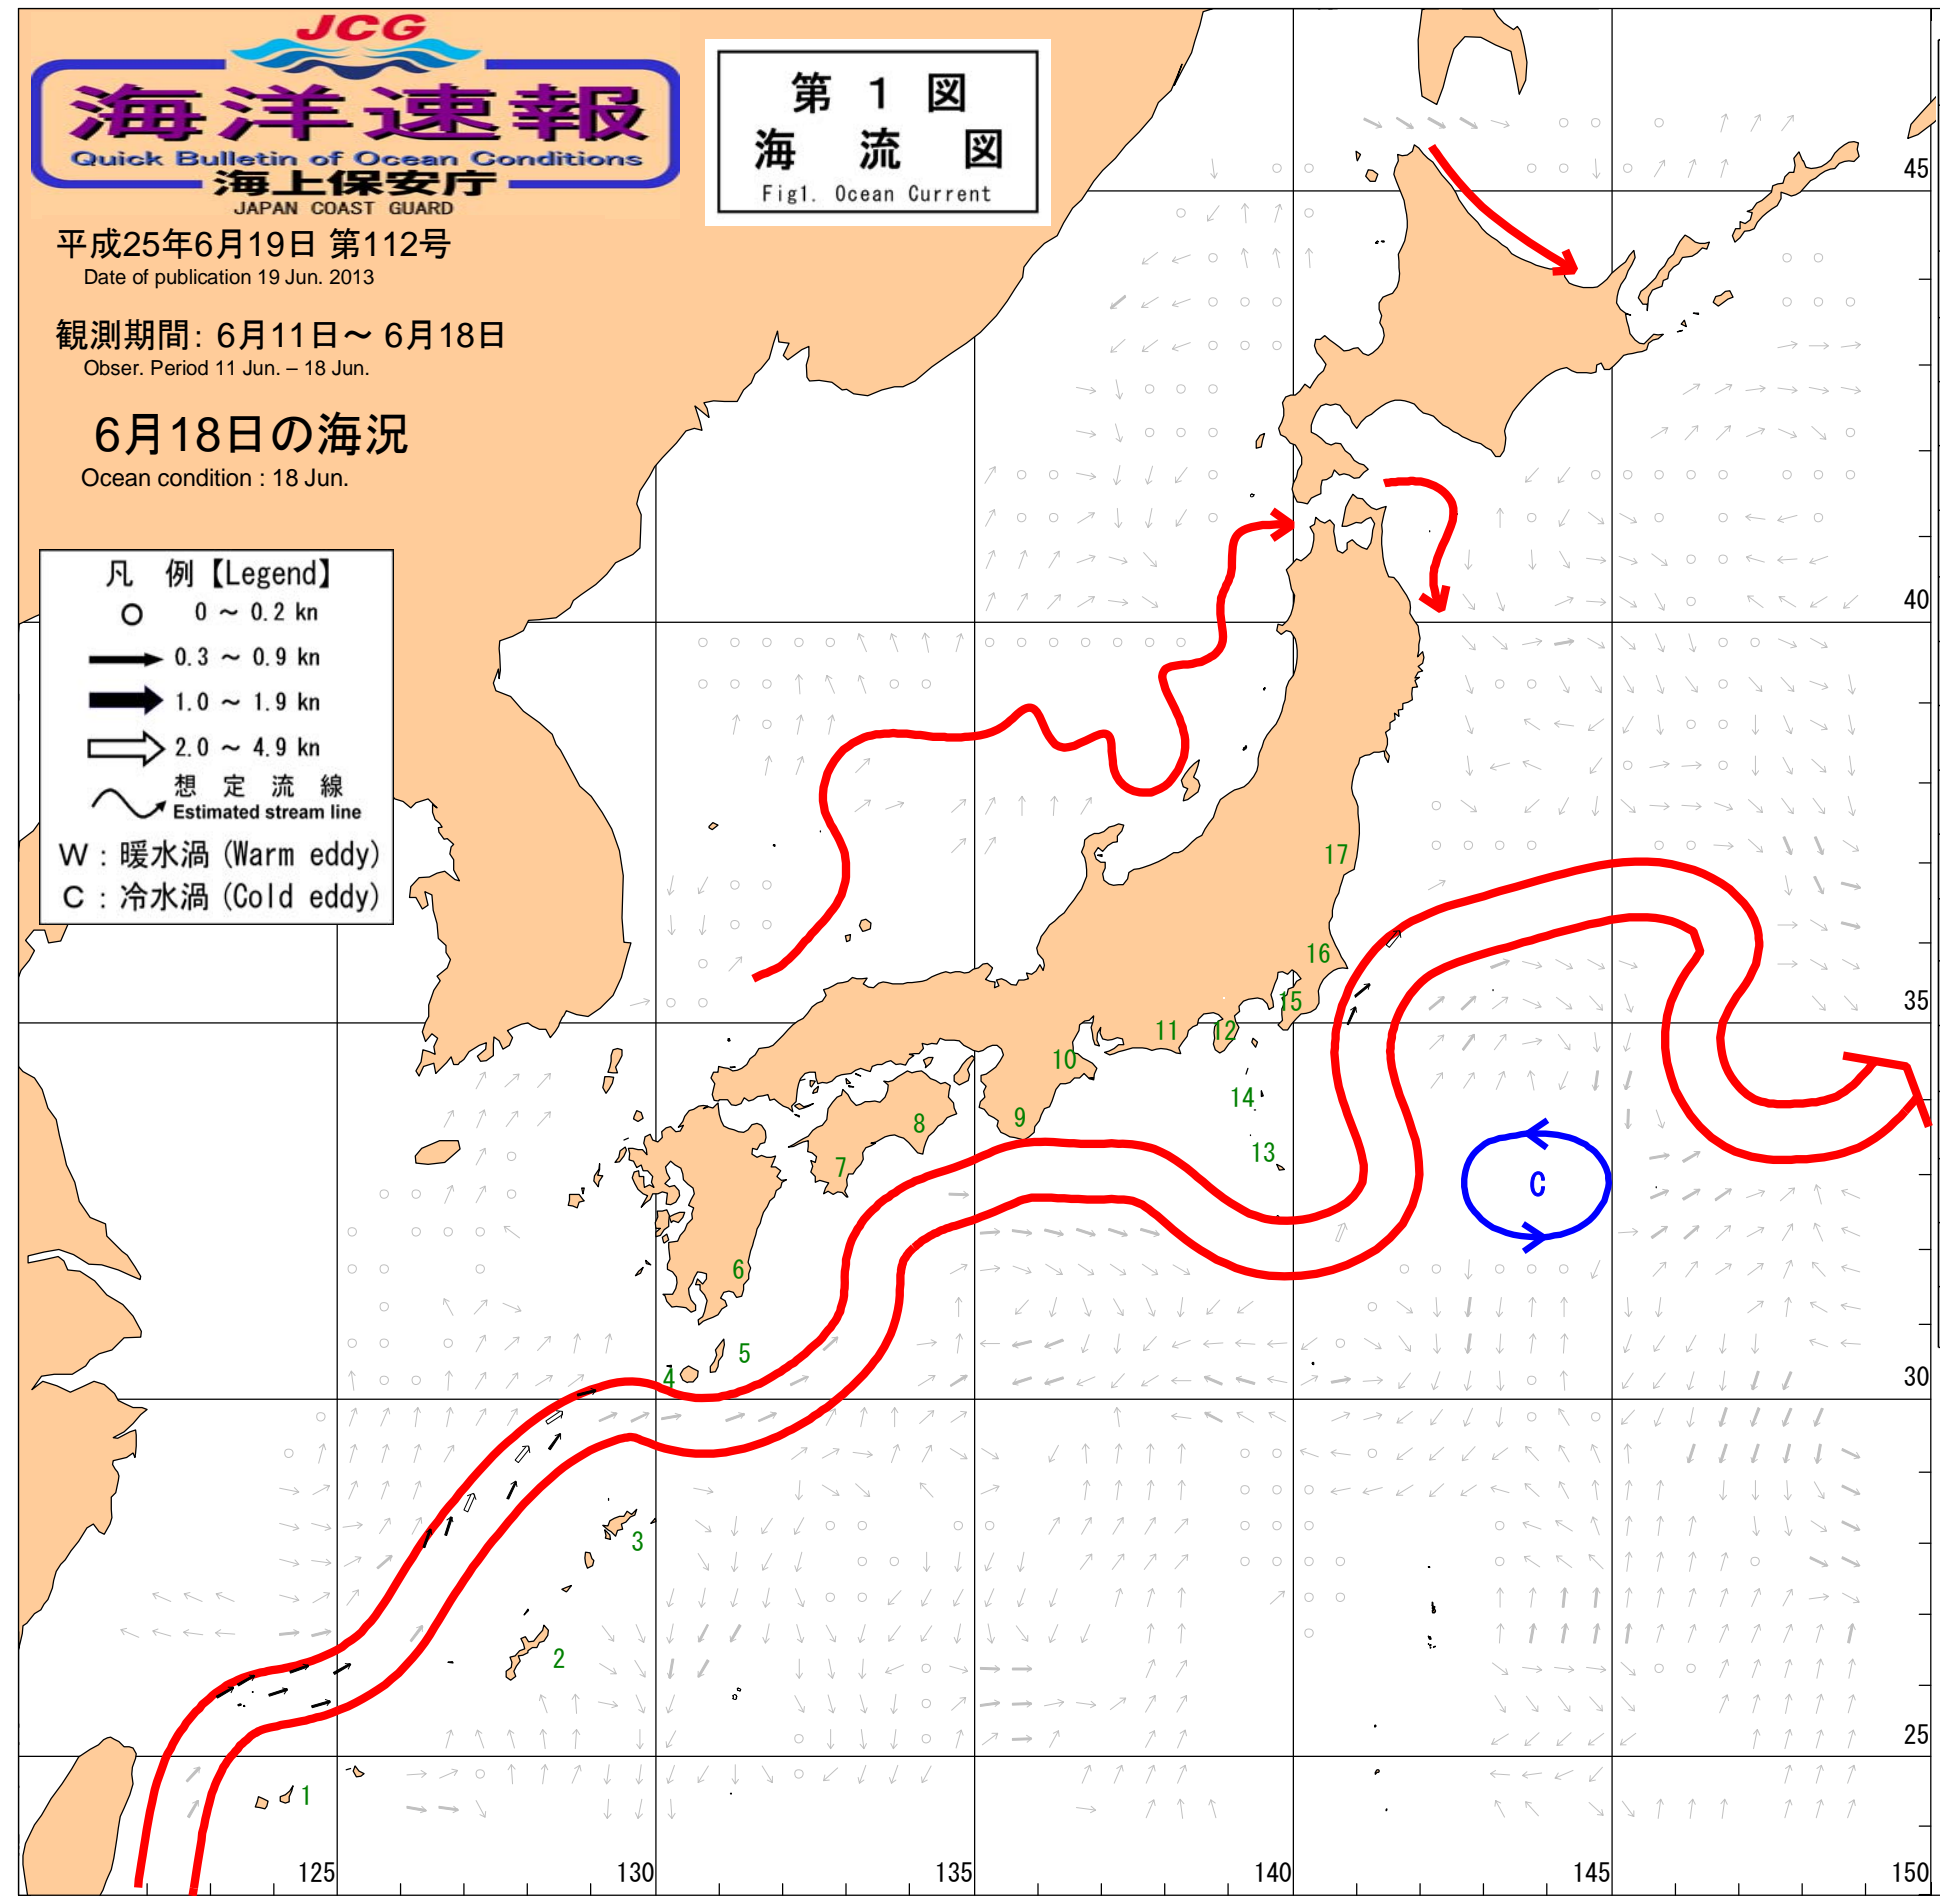 JCG
海洋速報
Quick Bulletin of Ocean Conditions
海上保安庁
JAPAN COAST GUARD
第 1 図
海 流 図
Fig1. Ocean Current
平成25年6月19日 第112号
Date of publication 19 Jun. 2013
観測期間: 6月11日～ 6月18日
Obser. Period 11 Jun. – 18 Jun.
6月18日の海況
Ocean condition : 18 Jun.
凡 例【Legend】
0 ～ 0.2 kn
0.3 ～ 0.9 kn
1.0 ～ 1.9 kn
2.0 ～ 4.9 kn
想 定 流 線
Estimated stream line
W : 暖水渦 (Warm eddy)
C : 冷水渦 (Cold eddy)
45
40
17
16
15
35
11
12
10
14
9
8
13
7
C
6
5
4
30
3
2
25
1
125
130
135
140
145
150